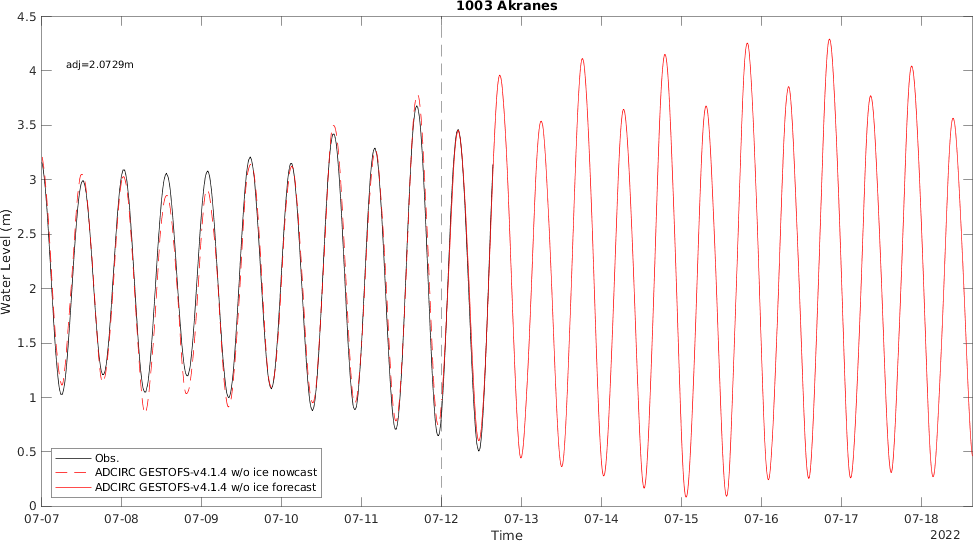 1003 Akranes
4.5
4
3.5
3
2.5
2
1.5
1
0.5
0
Water Level (m)
adj=2.0729m
Obs.
ADCIRC GESTOFS-v4.1.4 w/o ice nowcast
ADCIRC GESTOFS-v4.1.4 w/o ice forecast
07-07 07-08 07-09 07-10 07-11 07-12 07-13 07-14 07-15 07-16 07-17 07-18
Time
2022